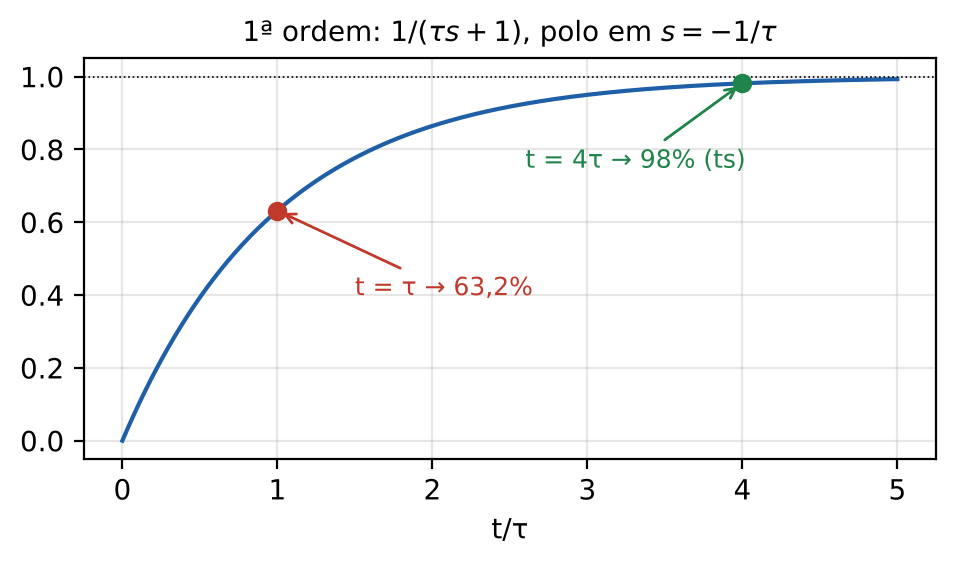 1ª ordem: 1/(τs + 1), polo em s = −1/τ
1.0
0.8
t = 4τ → 98% (ts)
0.6
t = τ → 63,2%
0.4
0.2
0.0
0 1 2 3 4 5
t/τ